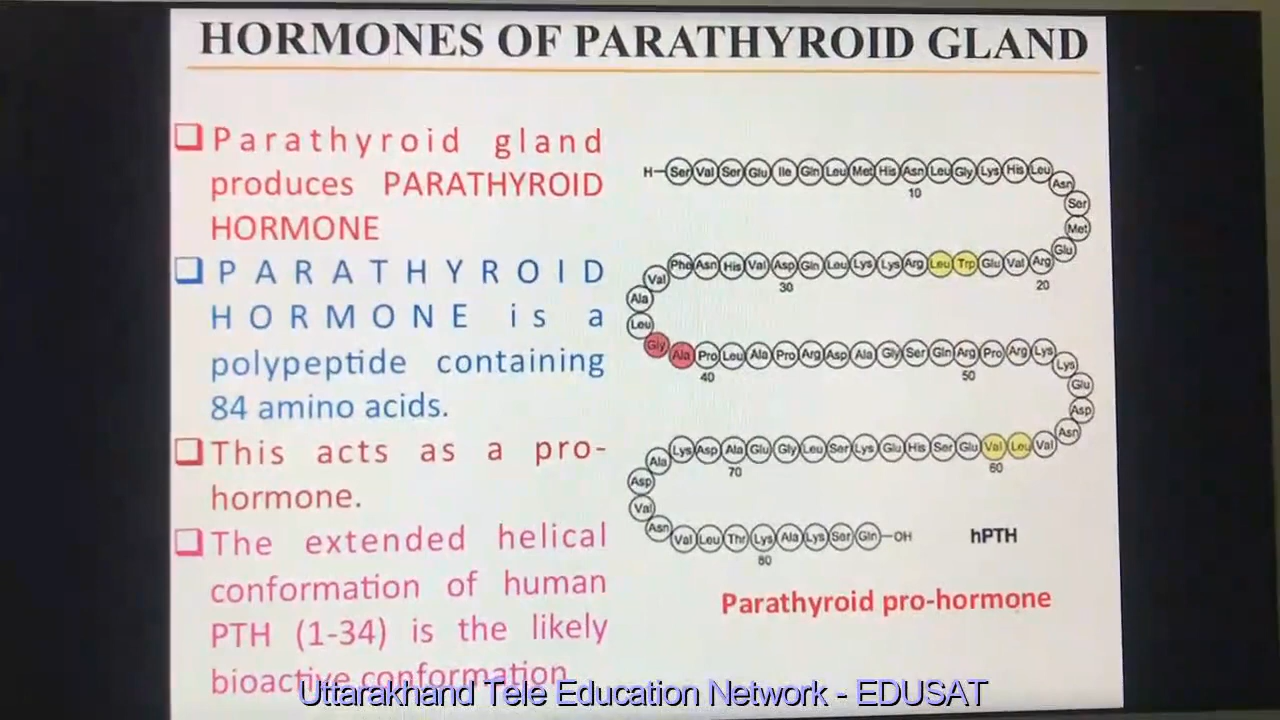 HORMONES OF PARATHYROID GLAND
Parathyroid gland
produces PARATHYROID
HORMONE
PARATHYROID
HORMONE is a
polypeptide containing
84 amino acids.
This acts as a pro-
hormone.
The extended helical
conformation of human
PTH (1-34) is the likely
bioactive conformation
H-Ser Val Ser Glu Ile Gln Leu Met His Asn Leu Gly Lys His Leu
10
Asn
Ser
Met
Glu
Phe Asn His Val Asp Gln Leu Lys Lys Arg Leu Trp Glu Val Arg
30 20
Val
Ala
Leu
Gly
Ala Pro Leu Ala Pro Arg Asp Ala Gly Ser Gln Arg Pro Arg Lys
40 50
Lys
Glu
Asp
Asn
Lys Asp Ala Glu Gly Leu Ser Lys Glu His Ser Glu Val Leu Val
70 60
Ala
Asp
Val
Asn
Val Leu Thr Lys Ala Lys Ser Gln-OH hPTH
80
Parathyroid pro-hormone
Uttarakhand Tele Education Network - EDUSAT